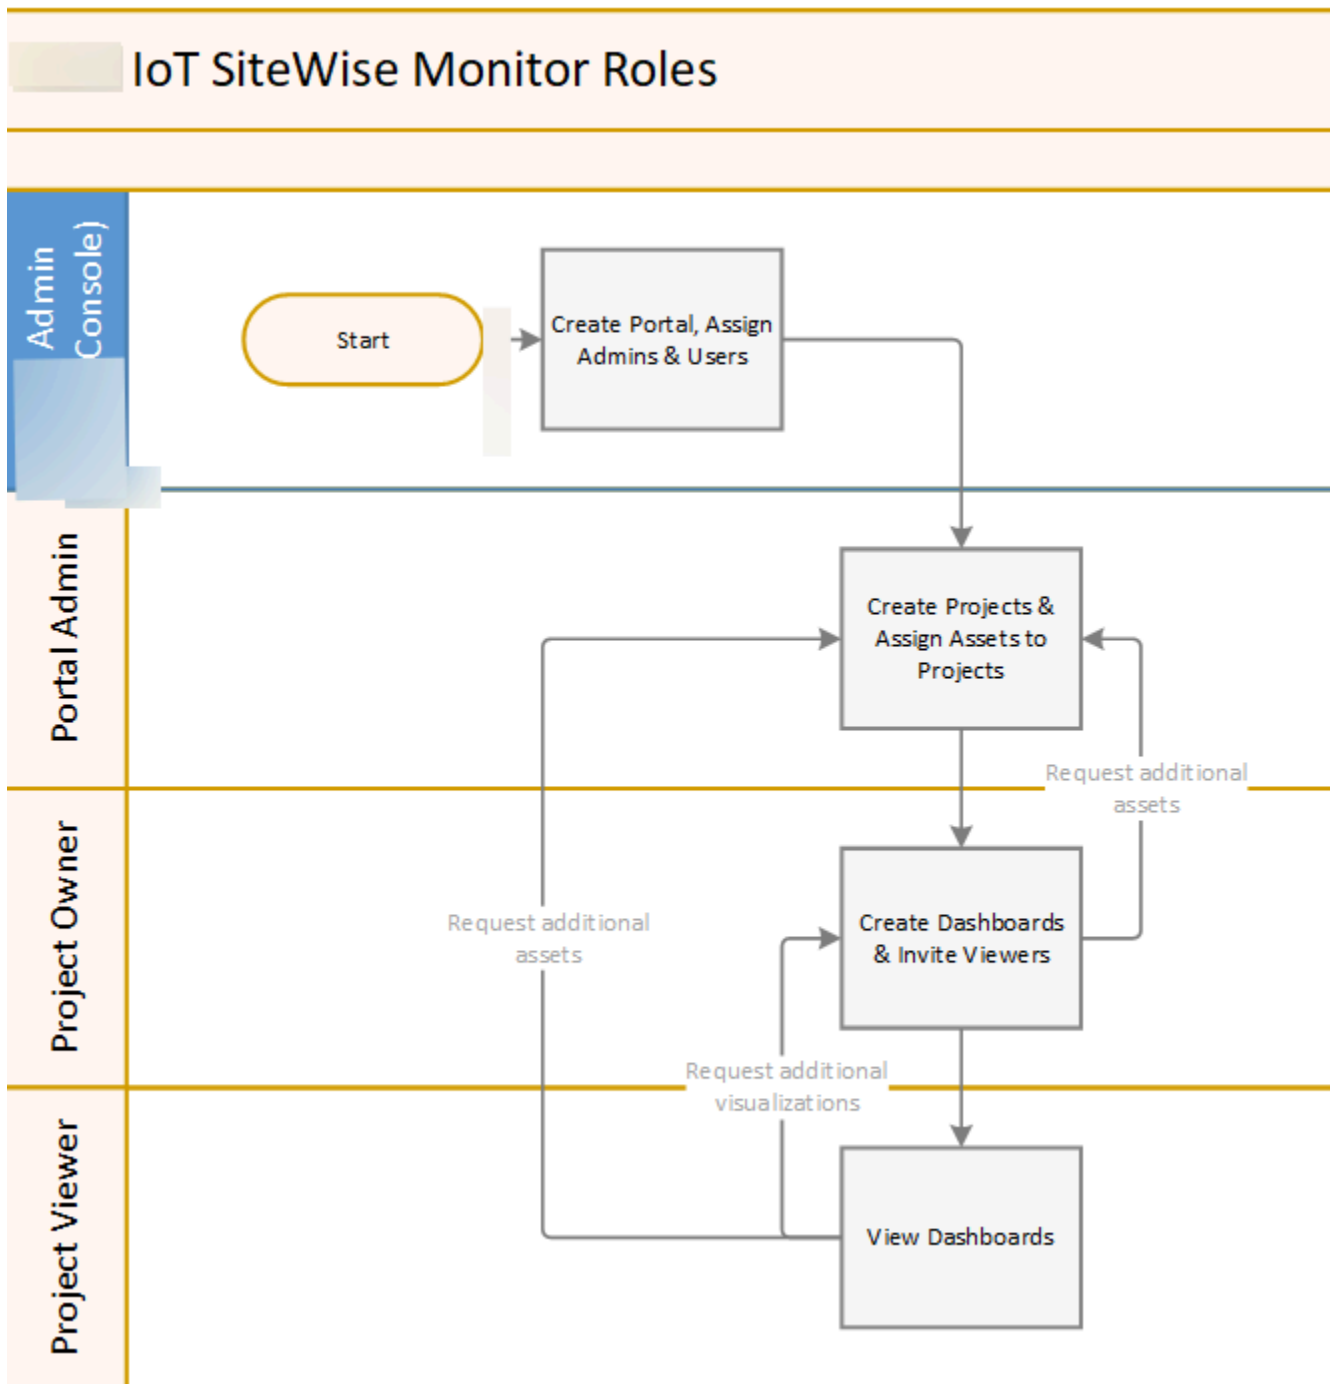 IoT SiteWise Monitor Roles
Admin
Console)
Start
Create Portal, Assign
Admins & Users
Portal Admin
Create Projects &
Assign Assets to
Projects
Request additional
assets
Project Owner
Request additional
assets
Create Dashboards
& Invite Viewers
Request additional
visualizations
Project Viewer
View Dashboards